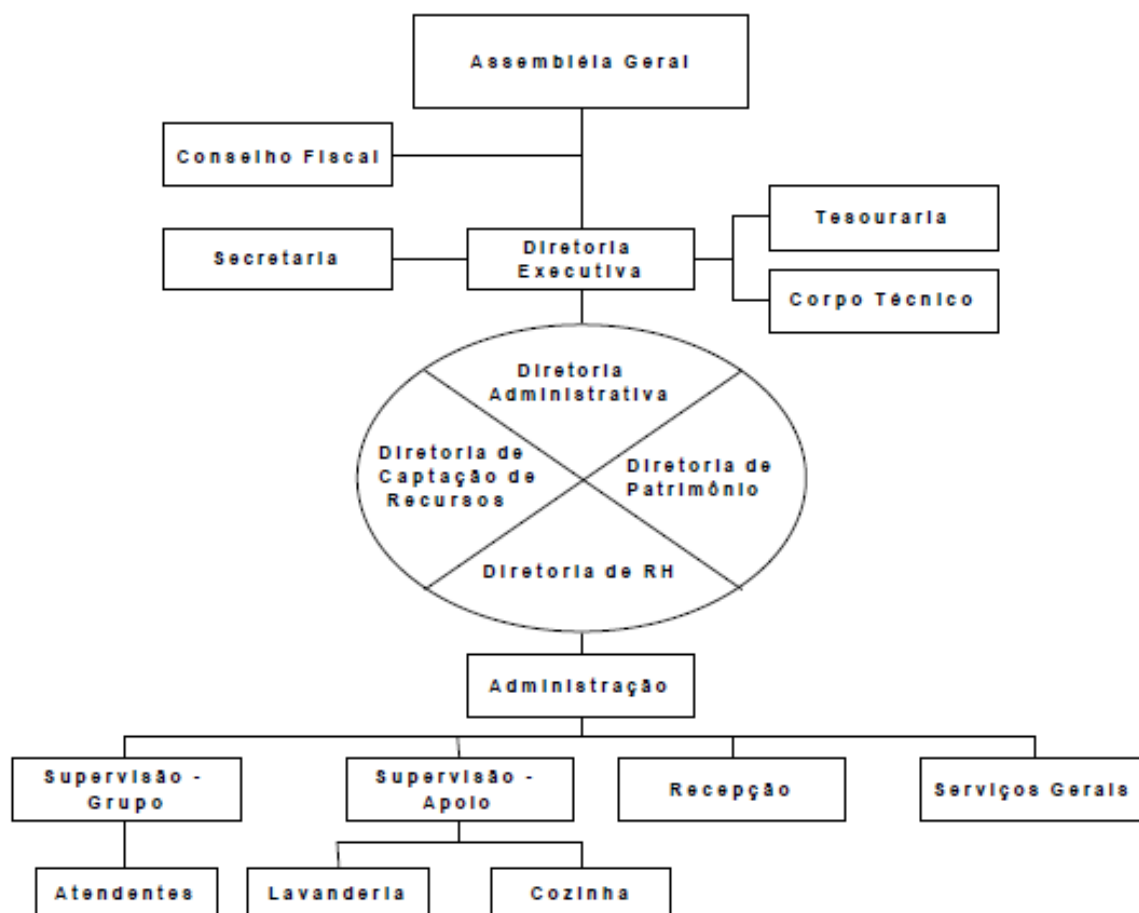 Assembléia Geral
Conselho Fiscal
Tesouraria
Secretaria
Diretoria
Executiva
Corpo Técnico
Diretoria
Administrativa
Diretoria de
Captação de
Recursos
Diretoria de
Patrimônio
Diretoria de RH
Administração
Supervisão -
Grupo
Supervisão -
Apoio
Recepção
Serviços Gerais
Atendentes
Lavanderia
Cozinha